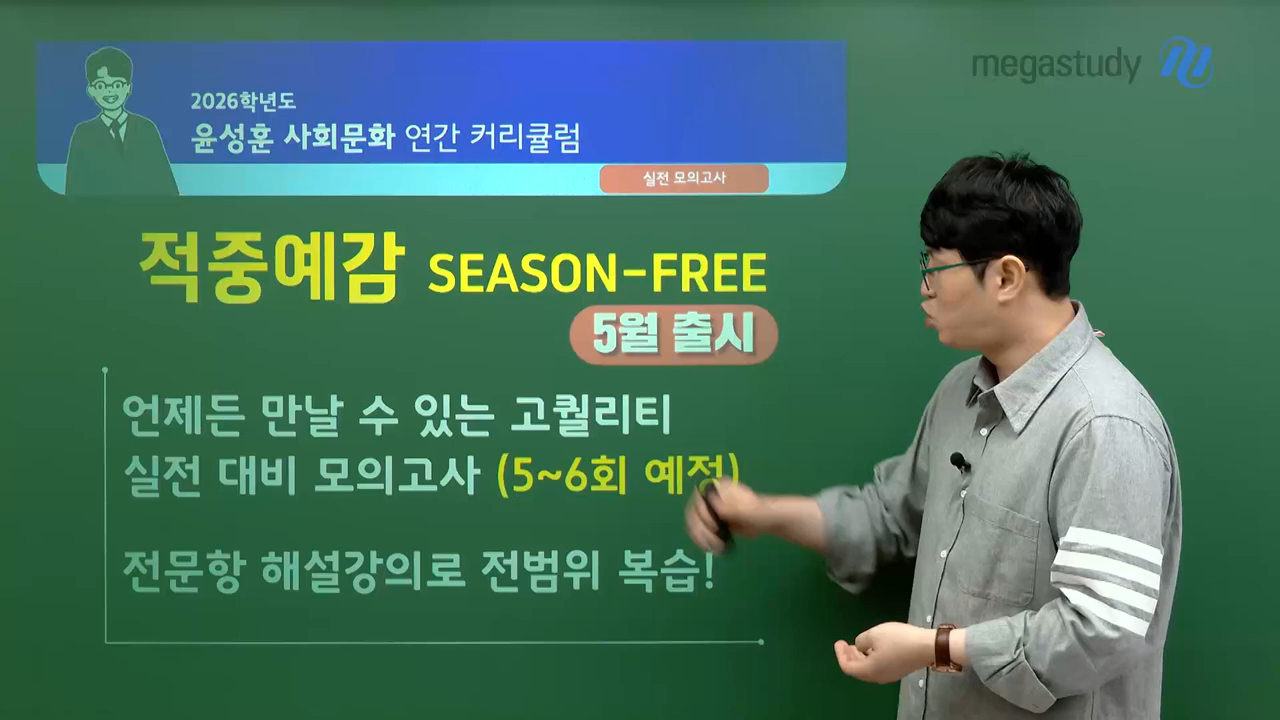 megastudy
2026학년도
윤성훈 사회문화 연간 커리큘럼
실전 모의고사
적중예감 SEASON-FREE
5월 출시
언제든 만날 수 있는 고퀄리티
실전 대비 모의고사 (5~6회 예정)
전문항 해설강의로 전범위 복습!